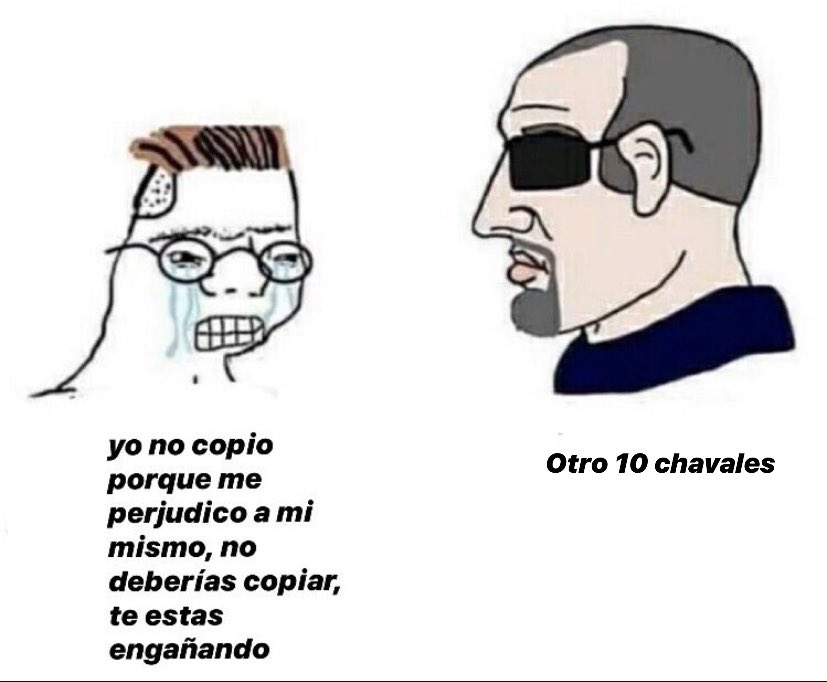 yo no copio
porque me
perjudico a mi
mismo, no
deberías copiar,
te estas
engañando
Otro 10 chavales